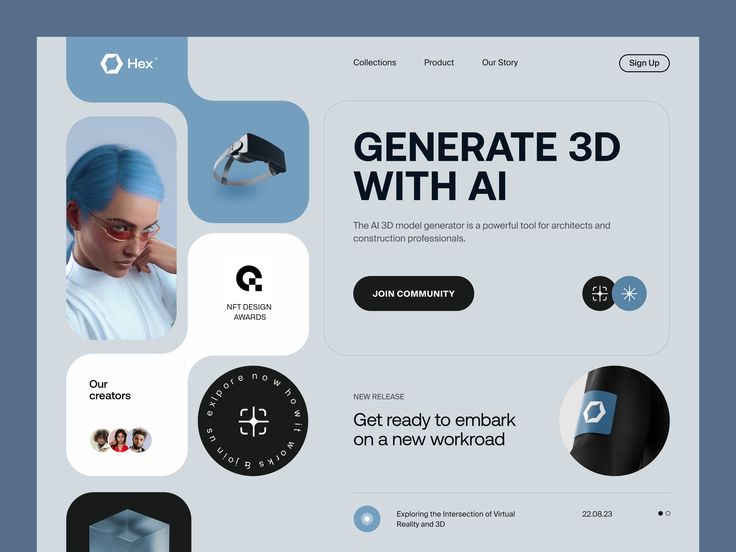 Hex
Collections
Product
Our Story
Sign Up
GENERATE 3D
WITH AI
The AI 3D model generator is a powerful tool for architects and
construction professionals.
JOIN COMMUNITY
NFT DESIGN
AWARDS
Our
creators
exlpore now how it works & join us
NEW RELEASE
Get ready to embark
on a new workroad
Exploring the Intersection of Virtual
Reality and 3D
22.08.23